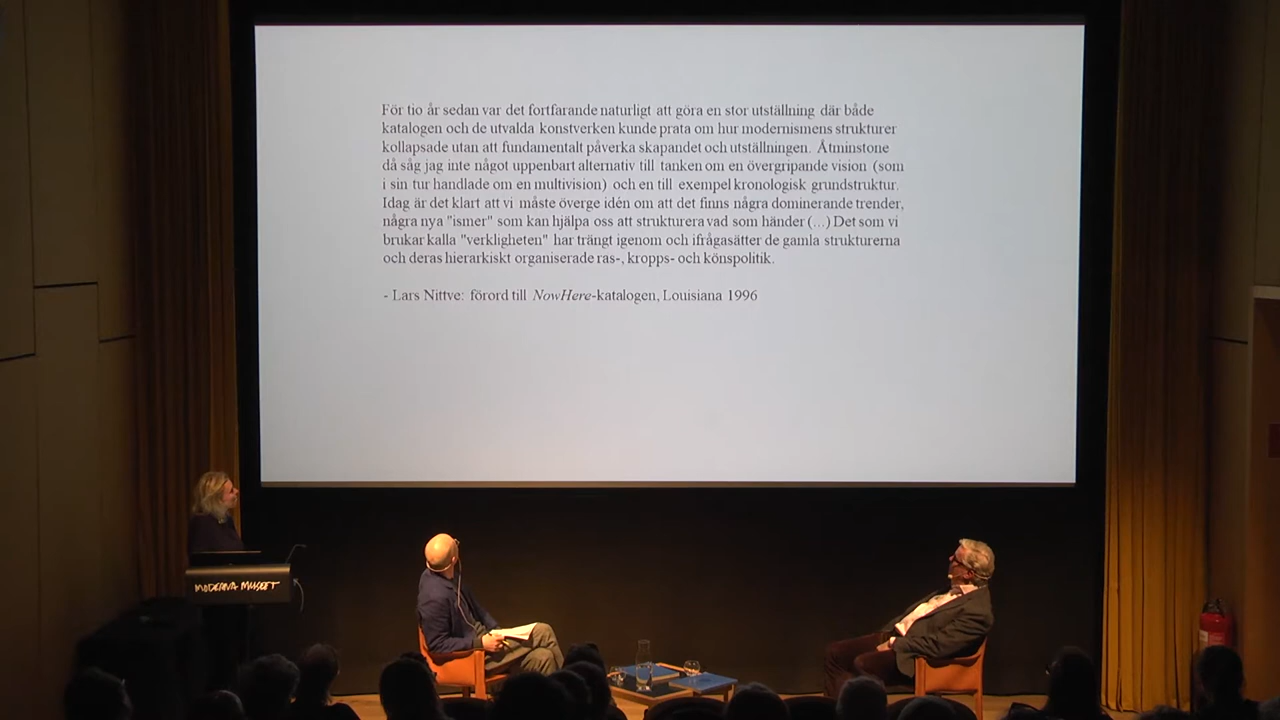 För tio år sedan var det fortfarande naturligt att göra en stor utställning där både
katalogen och de utvalda konstverken kunde prata om hur modernismens strukturer
kollapsade utan att fundamentalt påverka skapandet och utställningen. Åtminstone
då såg jag inte något uppenbart alternativ till tanken om en övergripande vision (som
i sin tur handlade om en multivision) och en till exempel kronologisk grundstruktur.
Idag är det klart att vi måste överge idén om att det finns några dominerande trender,
några nya "ismer" som kan hjälpa oss att strukturera vad som händer (...) Det som vi
brukar kalla "verkligheten" har trängt igenom och ifrågasätter de gamla strukturerna
och deras hierarkiskt organiserade ras-, kropps- och könspolitik.
- Lars Nittve: förord till NowHere-katalogen, Louisiana 1996
MODERNA MUSEET